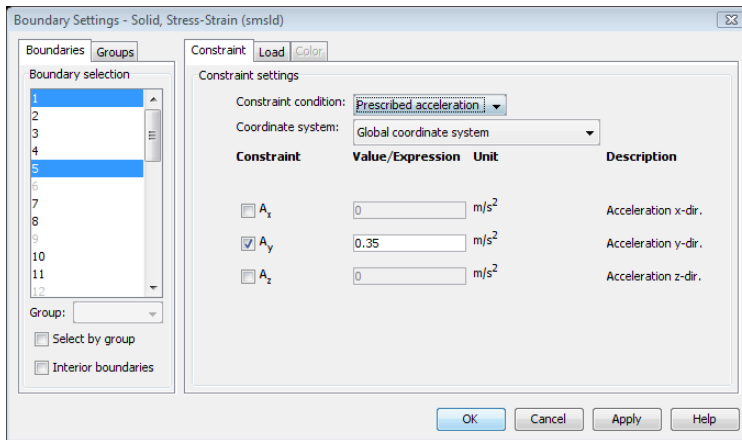 Boundary Settings - Solid, Stress-Strain (smsld)
Boundaries Groups
Boundary selection
1
2
3
4
5
6
7
8
9
10
11
12
Group:
Select by group
Interior boundaries
Constraint Load Color
Constraint settings
Constraint condition: Prescribed acceleration
Coordinate system: Global coordinate system
Constraint Value/Expression Unit Description
Aₓ 0 m/s² Acceleration x-dir.
A_y 0.35 m/s² Acceleration y-dir.
A_z 0 m/s² Acceleration z-dir.
OK Cancel Apply Help